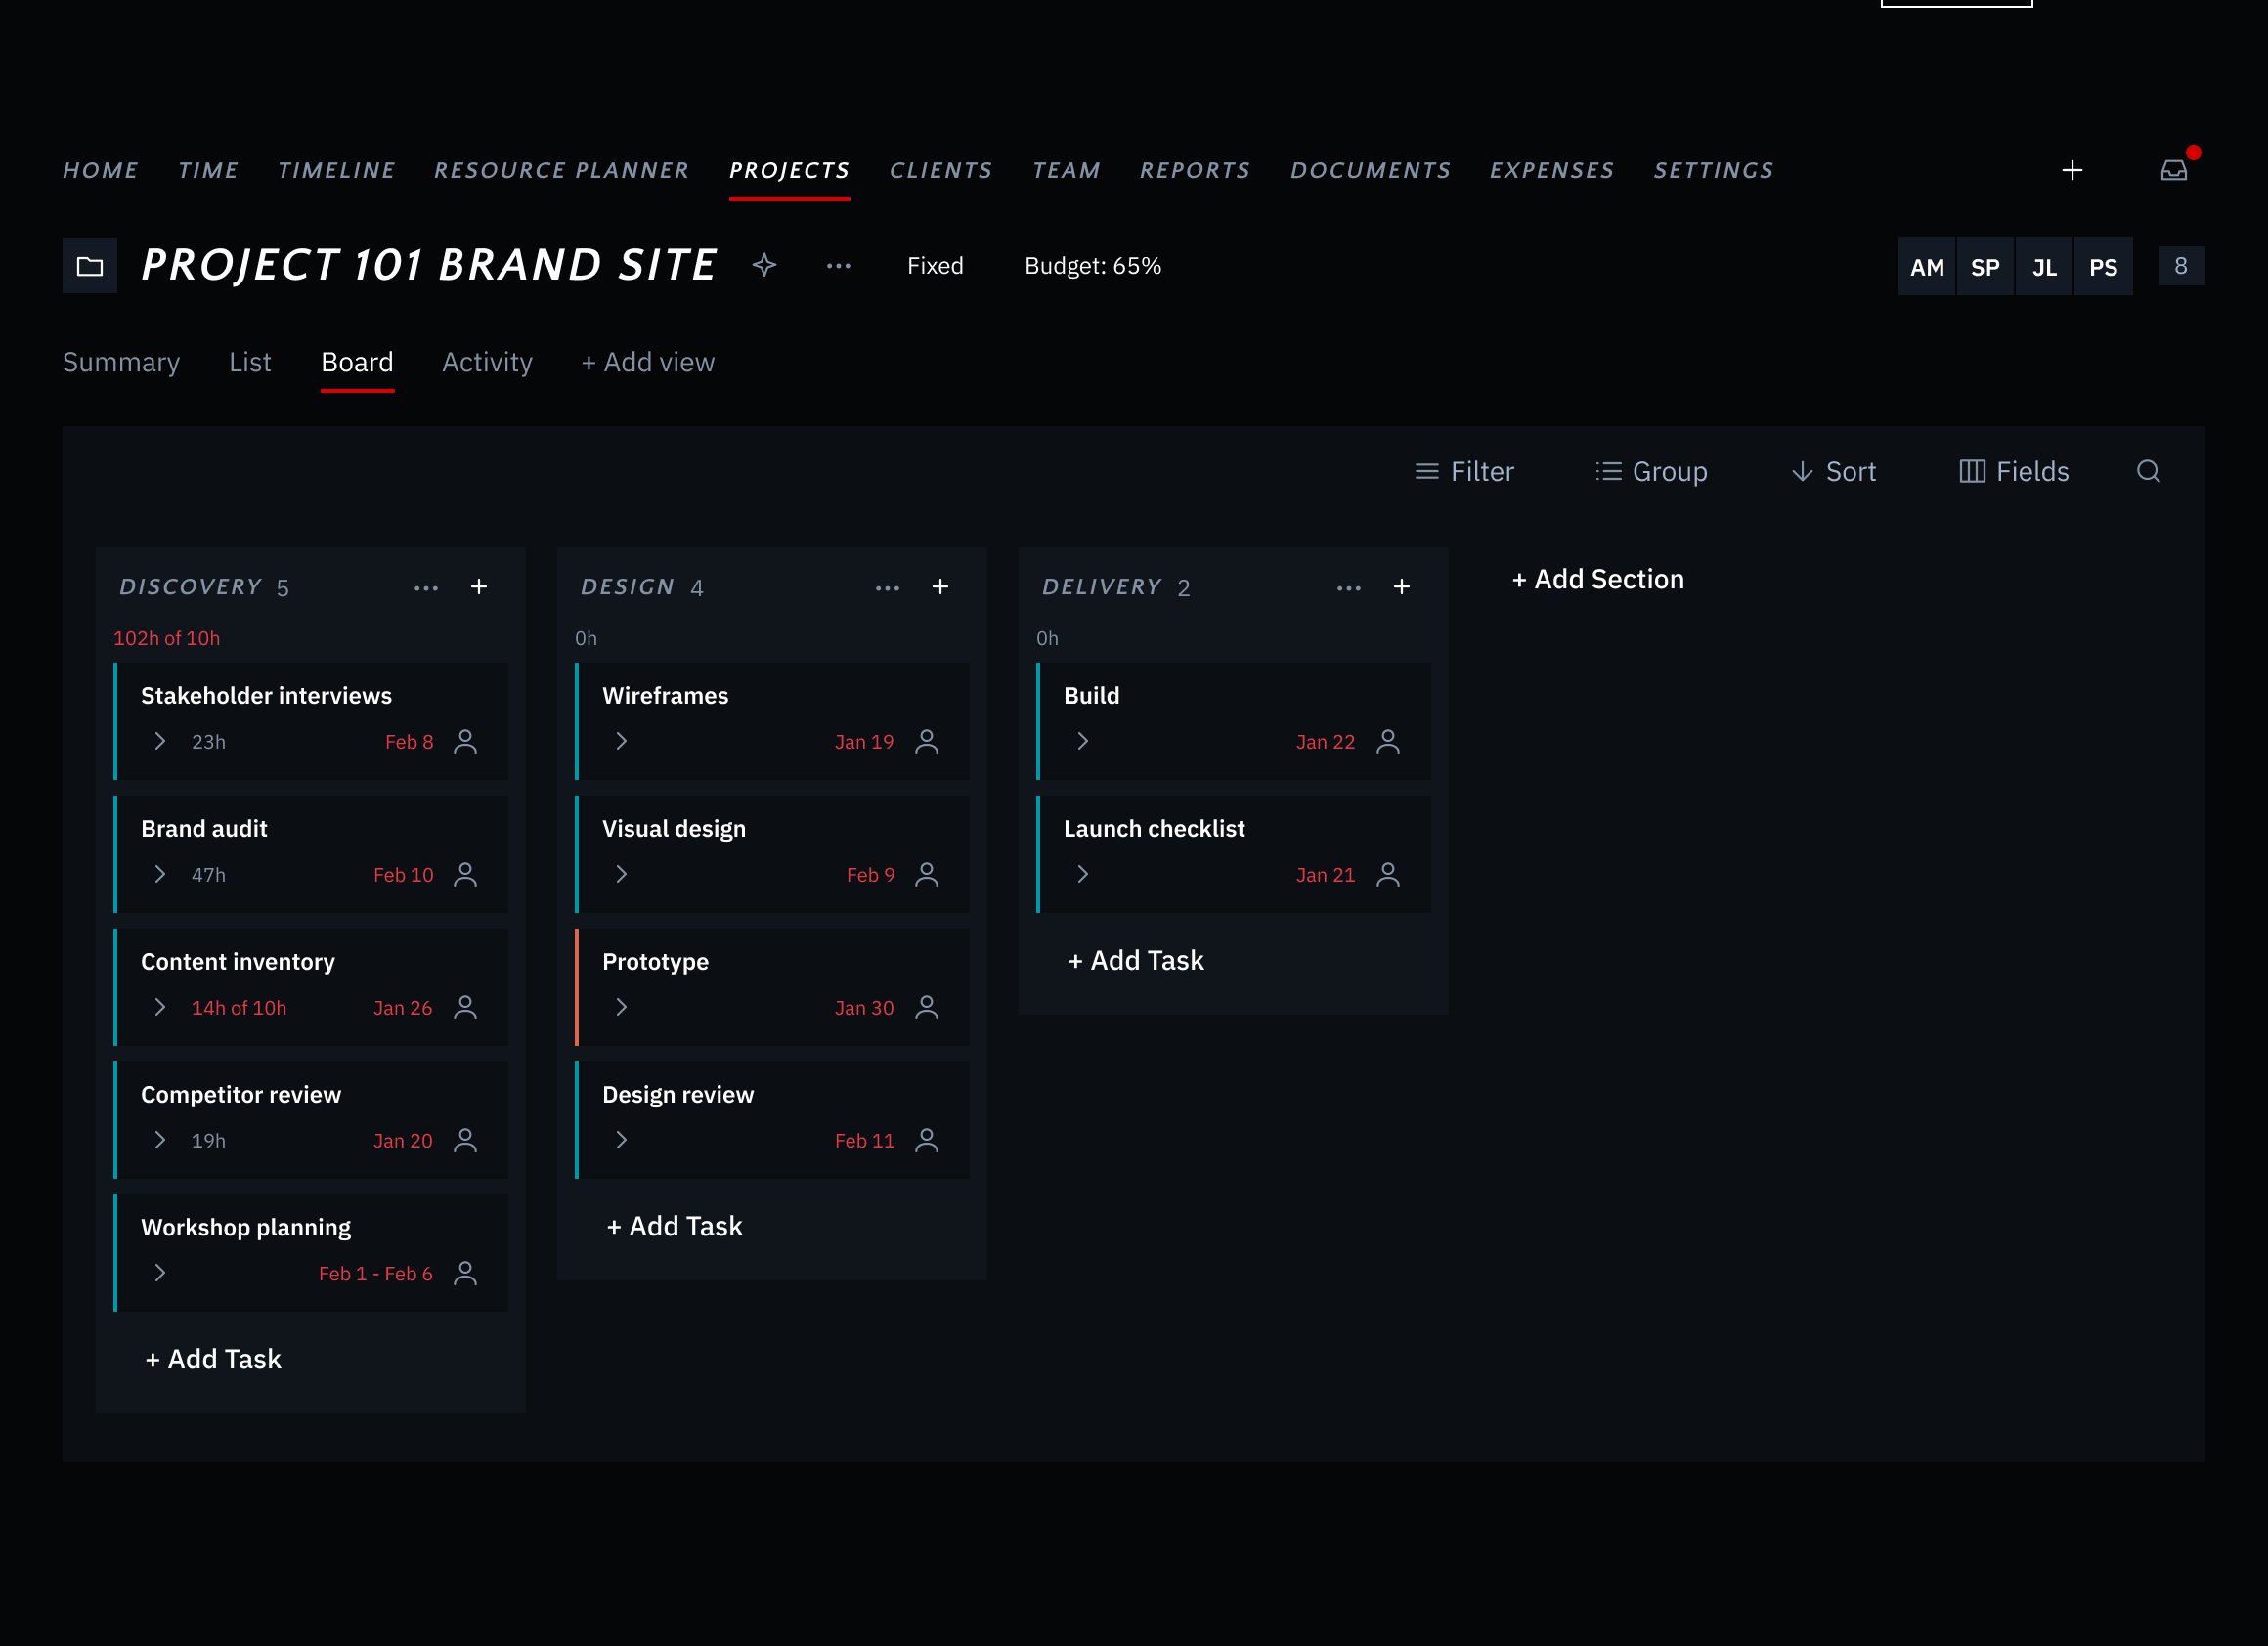 HOME TIME TIMELINE RESOURCE PLANNER PROJECTS CLIENTS TEAM REPORTS DOCUMENTS EXPENSES SETTINGS
PROJECT 101 BRAND SITE Fixed Budget: 65% AM SP JL PS 8
Summary List Board Activity + Add view
Filter Group Sort Fields
DISCOVERY 5
102h of 10h
Stakeholder interviews
23h Feb 8
Brand audit
47h Feb 10
Content inventory
14h of 10h Jan 26
Competitor review
19h Jan 20
Workshop planning
Feb 1 - Feb 6
+ Add Task
DESIGN 4
0h
Wireframes
Jan 19
Visual design
Feb 9
Prototype
Jan 30
Design review
Feb 11
+ Add Task
DELIVERY 2
0h
Build
Jan 22
Launch checklist
Jan 21
+ Add Task
+ Add Section